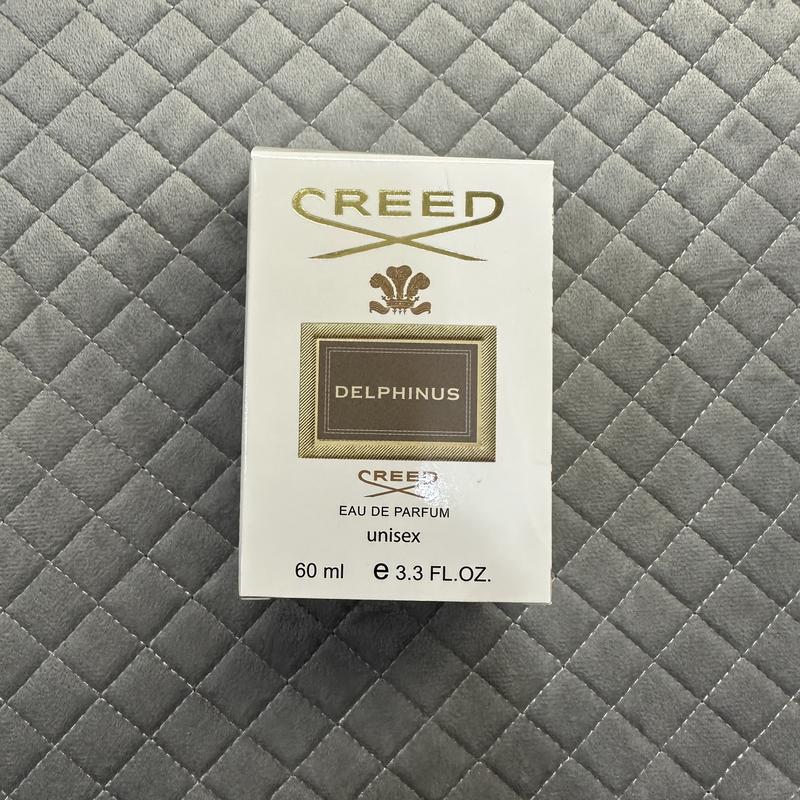 CREED
DELPHINUS
CREED
EAU DE PARFUM
unisex
60 ml e 3.3 FL.OZ.